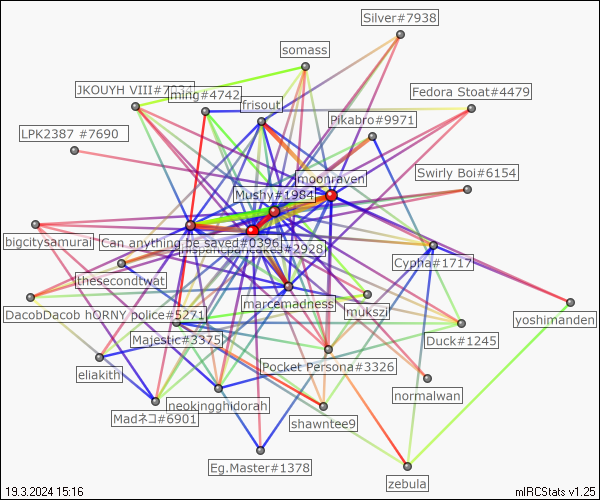 Silver#7938
somass
JKOUYH VIII#7034
ming#4742
frisout
Fedora Stoat#4479
LPK2387 #7690
Pikabro#9971
Swirly Boi#6154
moonraven
Mushy#1984
bigcitysamurai
Can anything be saved#0396
#2928
Cypha#1717
thesecondtwat
marcemadness
mukszi
DacobDacob hORNY police#5271
yoshimanden
Majestic#3375
Duck#1245
eliakith
Pocket Persona#3326
normalwan
Madネコ#6901
neokingghidorah
shawntee9
Eg.Master#1378
zebula
19.3.2024 15:16
mIRCStats v1.25